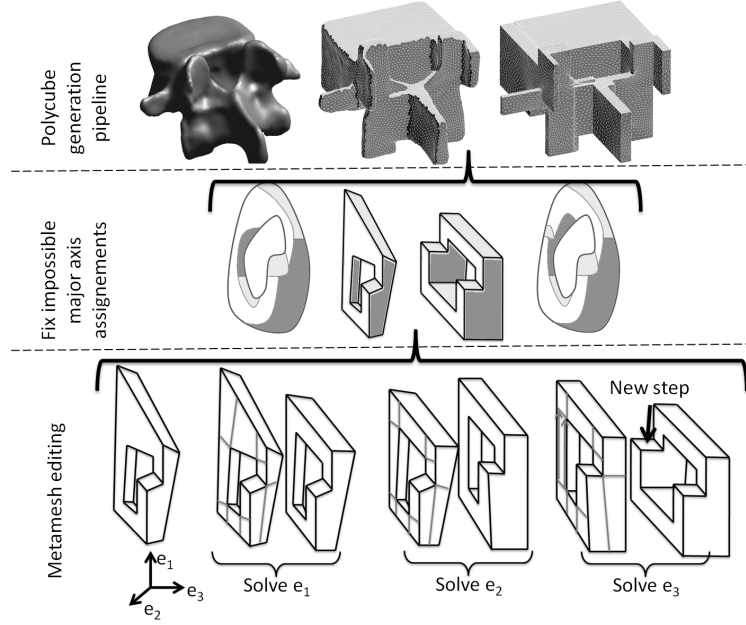 Polycube
generation
pipeline
Fix impossible
major axis
assignements
Metamesh editing
New step
e1
e2
e3
Solve e1
Solve e2
Solve e3